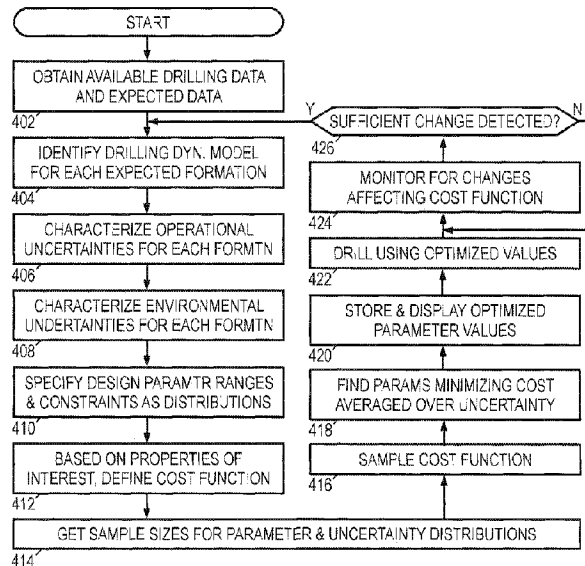 START
OBTAIN AVAILABLE DRILLING DATA
AND EXPECTED DATA
402
IDENTIFY DRILLING DYN. MODEL
FOR EACH EXPECTED FORMATION
404
CHARACTERIZE OPERATIONAL
UNCERTAINTIES FOR EACH FORMTN
406
CHARACTERIZE ENVIRONMENTAL
UNDERTAINTIES FOR EACH FORMTN
408
SPECIFY DESIGN PARAMTR RANGES
& CONSTRAINTS AS DISTRIBUTIONS
410
BASED ON PROPERTIES OF
INTEREST, DEFINE COST FUNCTION
412
GET SAMPLE SIZES FOR PARAMETER & UNCERTAINTY DISTRIBUTIONS
414
SAMPLE COST FUNCTION
416
FIND PARAMS MINIMIZING COST
AVERAGED OVER UNCERTAINTY
418
STORE & DISPLAY OPTIMIZED
PARAMETER VALUES
420
DRILL USING OPTIMIZED VALUES
422
MONITOR FOR CHANGES
AFFECTING COST FUNCTION
424
Y
SUFFICIENT CHANGE DETECTED?
N
426